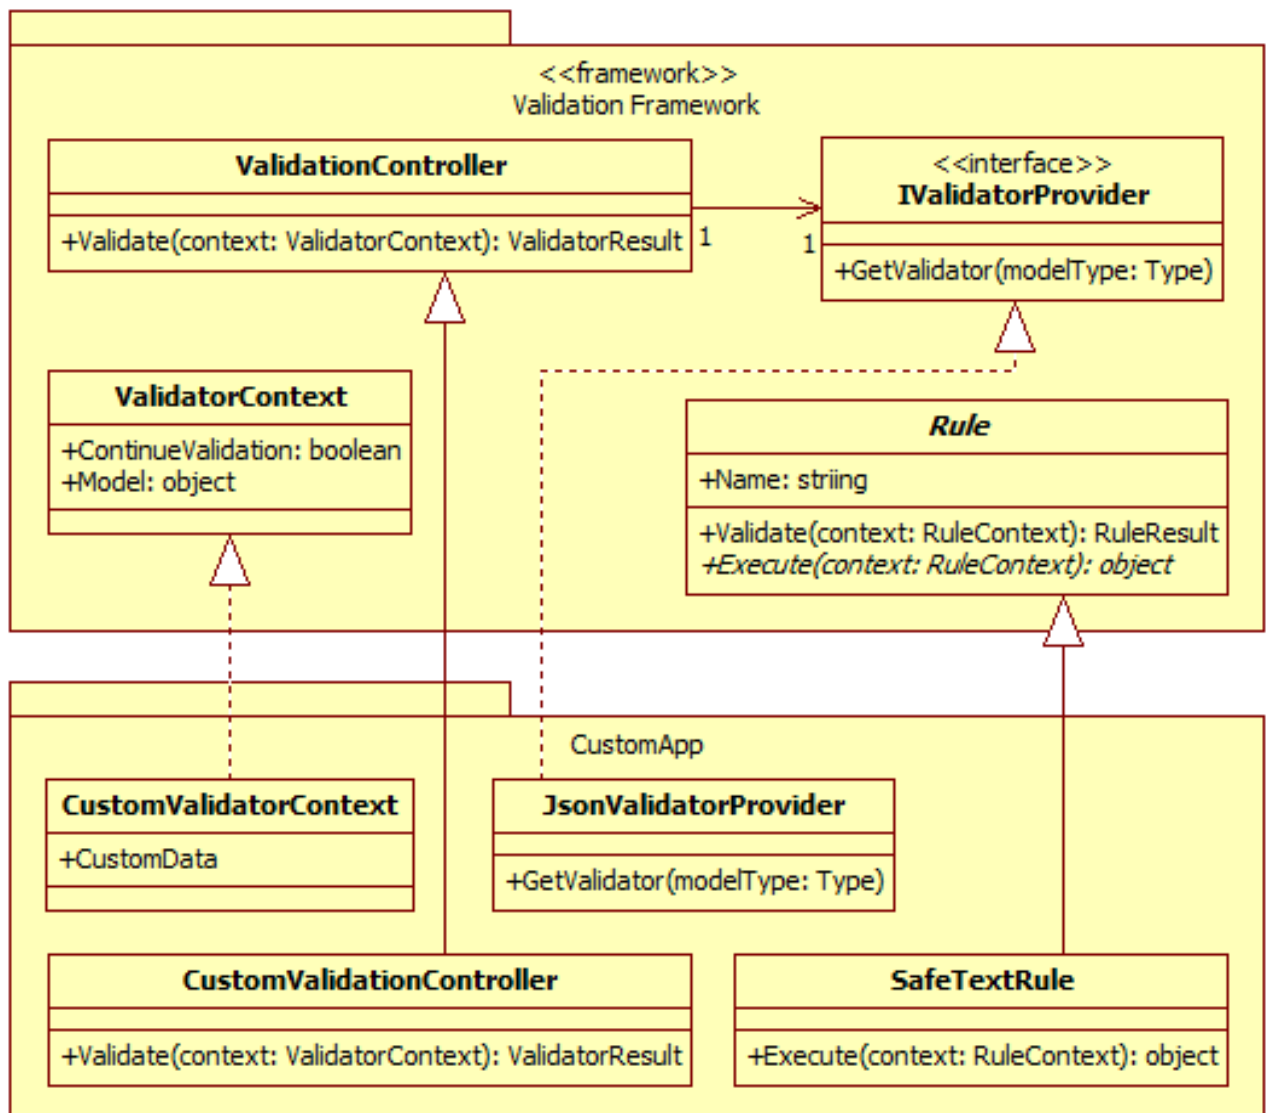 <<framework>>
Validation Framework
ValidationController
+Validate(context: ValidatorContext): ValidatorResult
1
1
<<interface>>
IValidatorProvider
+GetValidator(modelType: Type)
ValidatorContext
+ContinueValidation: boolean
+Model: object
Rule
+Name: striing
+Validate(context: RuleContext): RuleResult
+Execute(context: RuleContext): object
CustomApp
CustomValidatorContext
+CustomData
JsonValidatorProvider
+GetValidator(modelType: Type)
CustomValidationController
+Validate(context: ValidatorContext): ValidatorResult
SafeTextRule
+Execute(context: RuleContext): object